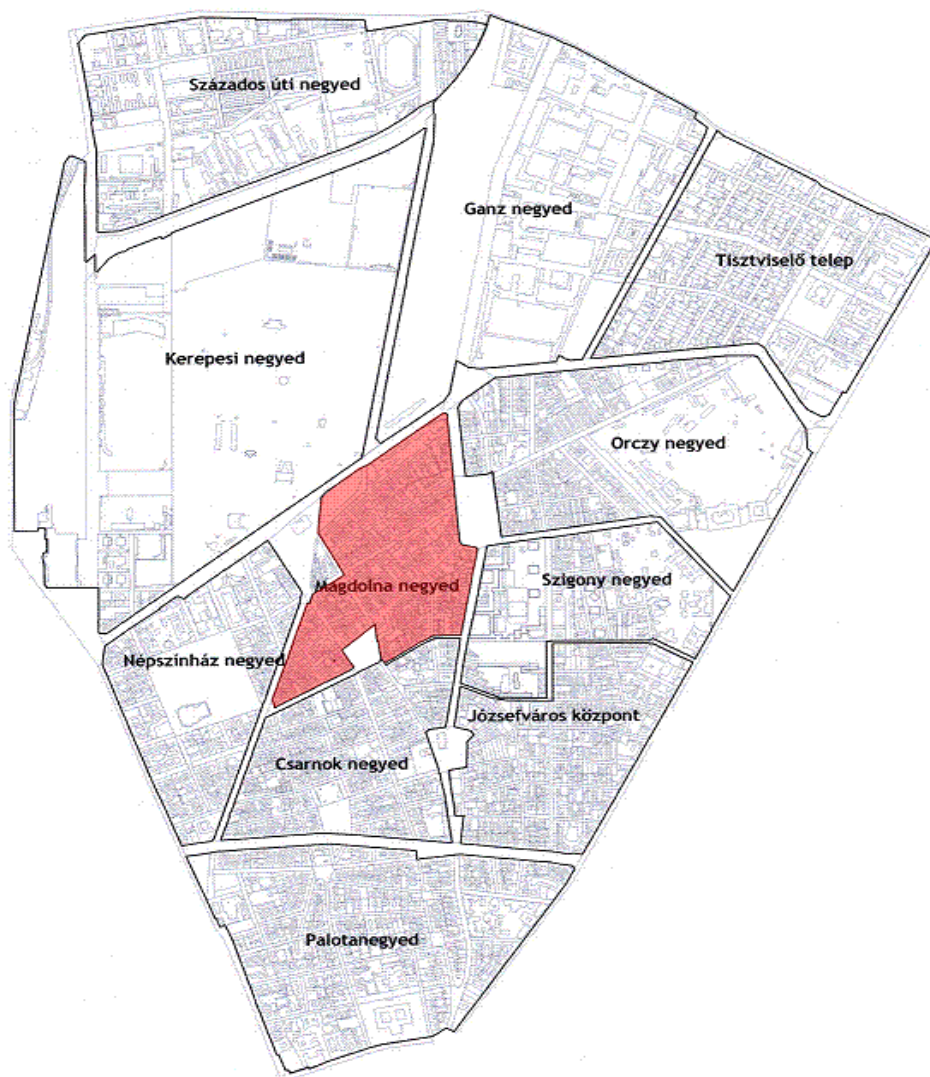 Százados úti negyed
Ganz negyed
Tisztviselő telep
Kerepesi negyed
Orczy negyed
Magdolna negyed
Szigony negyed
Népszínház negyed
Józsefváros központ
Csarnok negyed
Palotanegyed